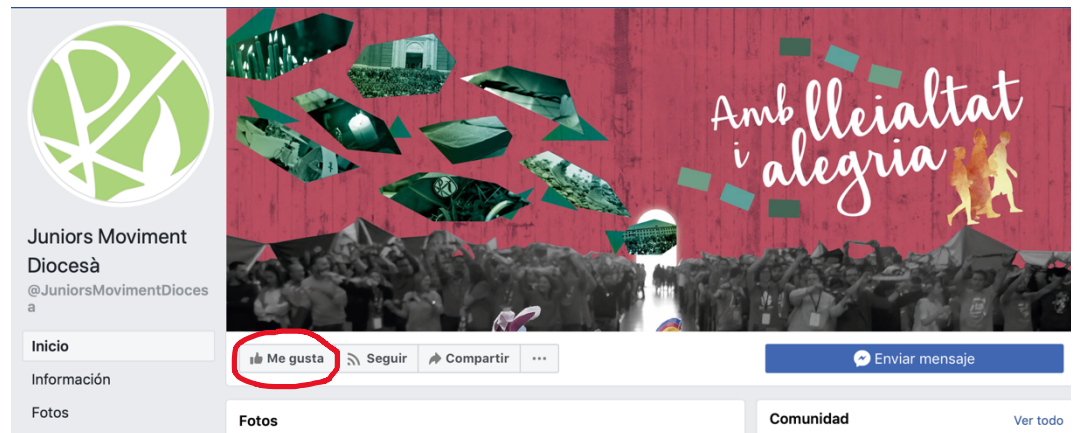 Amb lleialtat
i alegria
Juniors Moviment
Diocesà
@JuniorsMovimentDioces
a
Inicio
Información
Fotos
Me gusta Seguir Compartir ...
Enviar mensaje
Fotos
Comunidad Ver todo